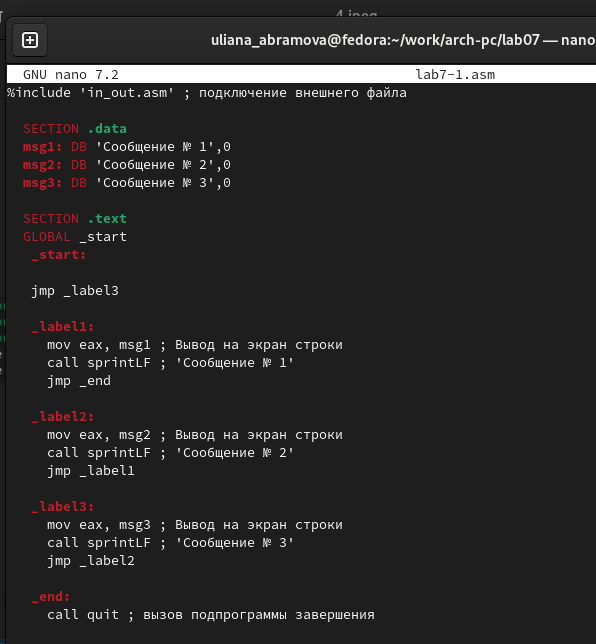 4.jpeg
uliana_abramova@fedora:~/work/arch-pc/lab07 — nano
GNU nano 7.2 lab7-1.asm
%include 'in_out.asm' ; подключение внешнего файла
SECTION .data
msg1: DB 'Сообщение № 1',0
msg2: DB 'Сообщение № 2',0
msg3: DB 'Сообщение № 3',0
SECTION .text
GLOBAL _start
_start:
jmp _label3
_label1:
mov eax, msg1 ; Вывод на экран строки
call sprintLF ; 'Сообщение № 1'
jmp _end
_label2:
mov eax, msg2 ; Вывод на экран строки
call sprintLF ; 'Сообщение № 2'
jmp _label1
_label3:
mov eax, msg3 ; Вывод на экран строки
call sprintLF ; 'Сообщение № 3'
jmp _label2
_end:
call quit ; вызов подпрограммы завершения